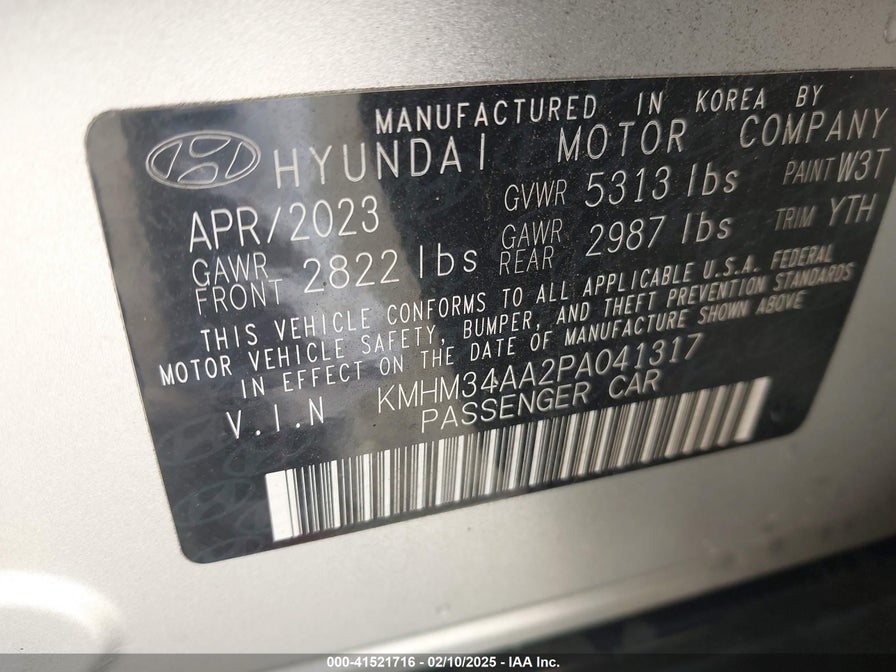 MANUFACTURED IN KOREA BY
HYUNDAI MOTOR COMPANY
APR/2023 GVWR 5313 lbs PAINT W3T
GAWR FRONT 2822 lbs GAWR REAR 2987 lbs TRIM YTH
THIS VEHICLE CONFORMS TO ALL APPLICABLE U.S.A. FEDERAL
MOTOR VEHICLE SAFETY, BUMPER, AND THEFT PREVENTION STANDARDS
IN EFFECT ON THE DATE OF MANUFACTURE SHOWN ABOVE
V.I.N KMHM34AA2PA041317
PASSENGER CAR
000-41521716 - 02/10/2025 - IAA Inc.